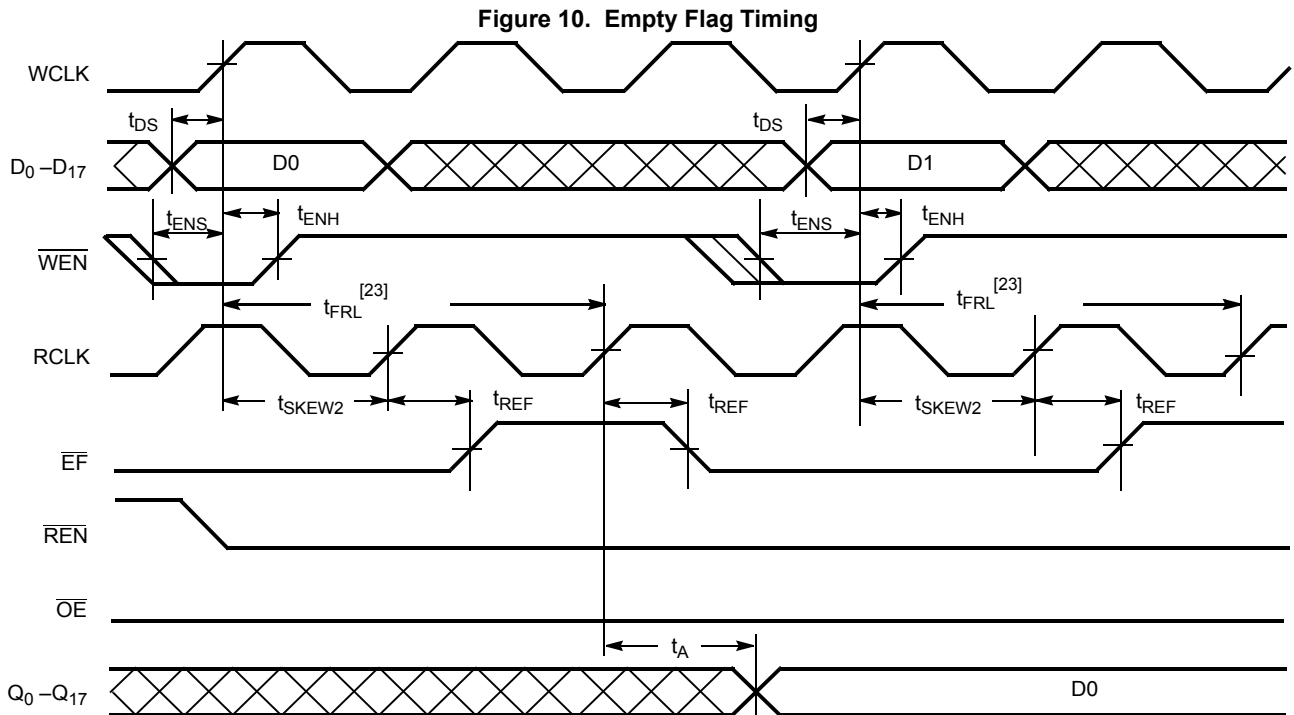 Figure 10. Empty Flag Timing
WCLK
tDS
tDS
D0 –D17
D0
D1
tENS
tENH
tENS
tENH
WEN
tFRL[23]
tFRL[23]
RCLK
tSKEW2
tREF
tREF
tSKEW2
tREF
EF
REN
OE
tA
Q0 –Q17
D0